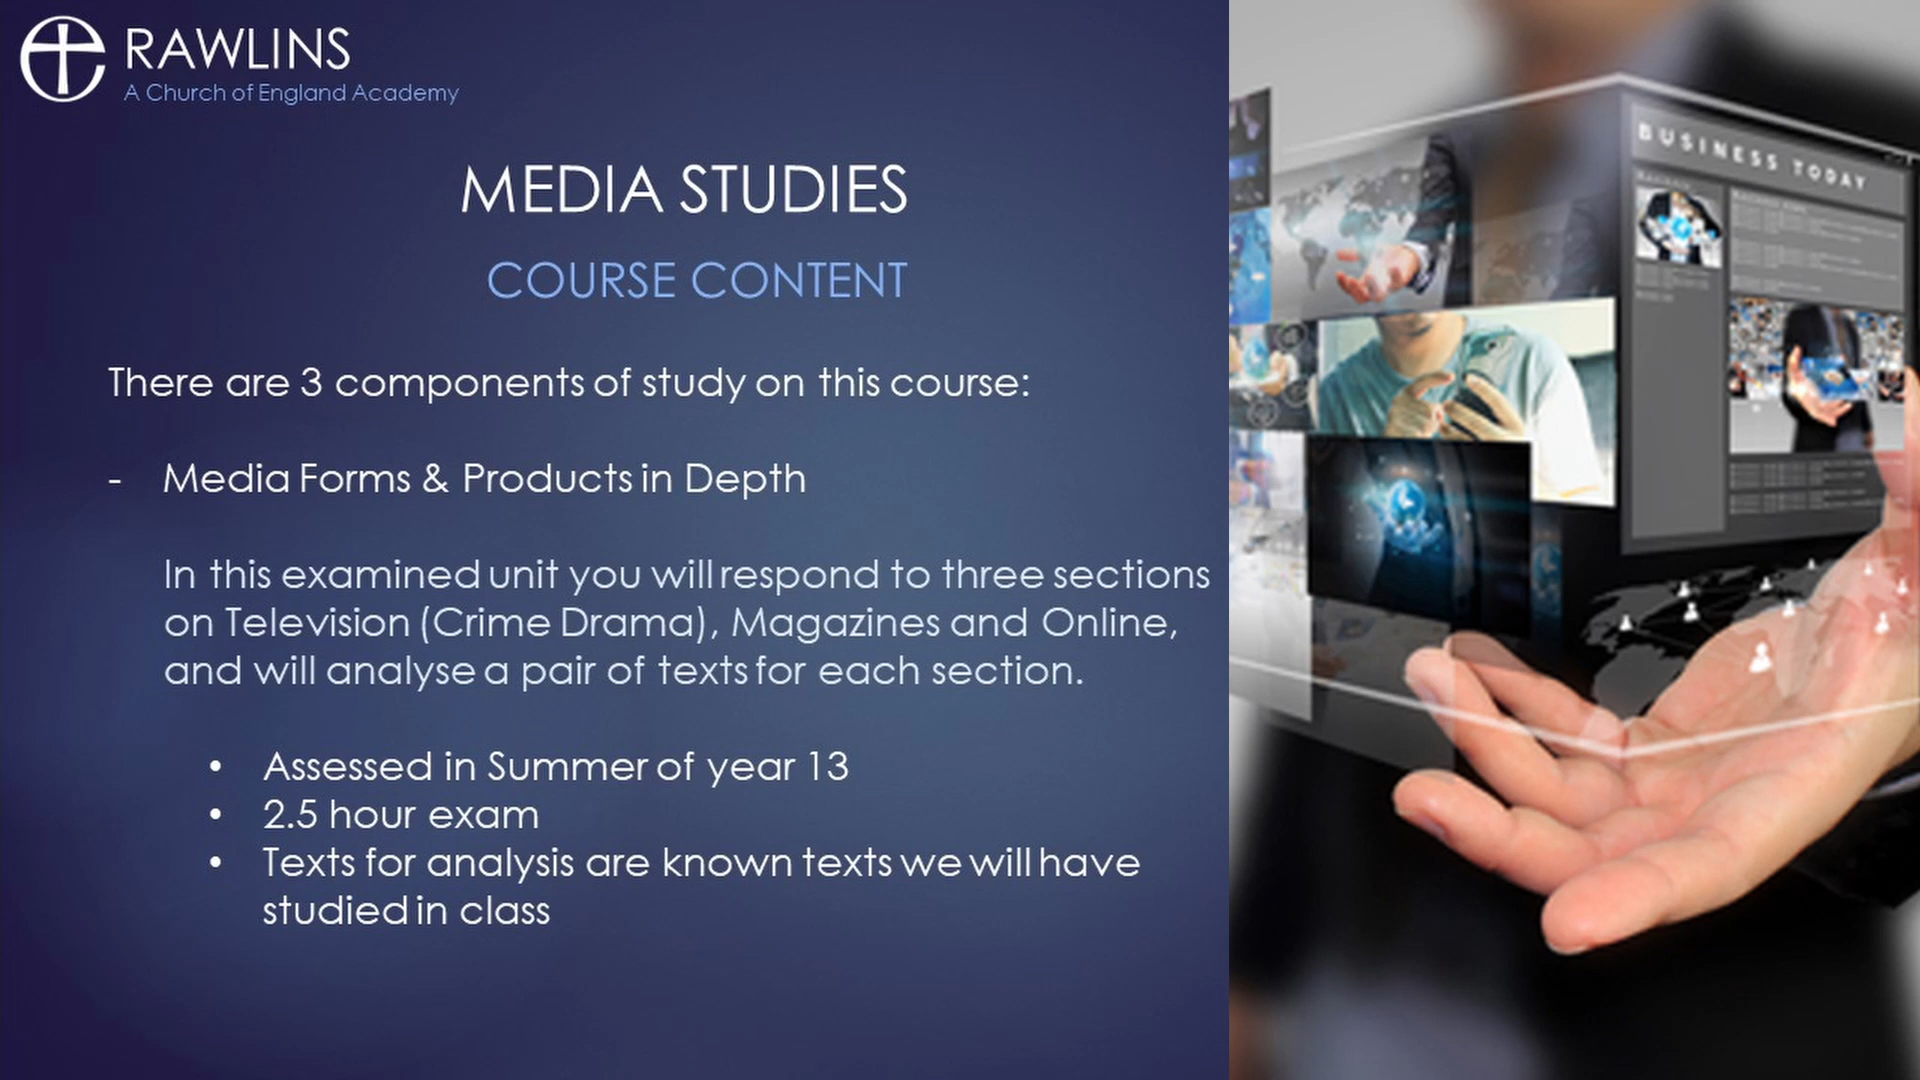 RAWLINS
A Church of England Academy
MEDIA STUDIES
COURSE CONTENT
There are 3 components of study on this course:
- Media Forms & Products in Depth
In this examined unit you will respond to three sections
on Television (Crime Drama), Magazines and Online,
and will analyse a pair of texts for each section.
• Assessed in Summer of year 13
• 2.5 hour exam
• Texts for analysis are known texts we will have
studied in class
BUSINESS TODAY